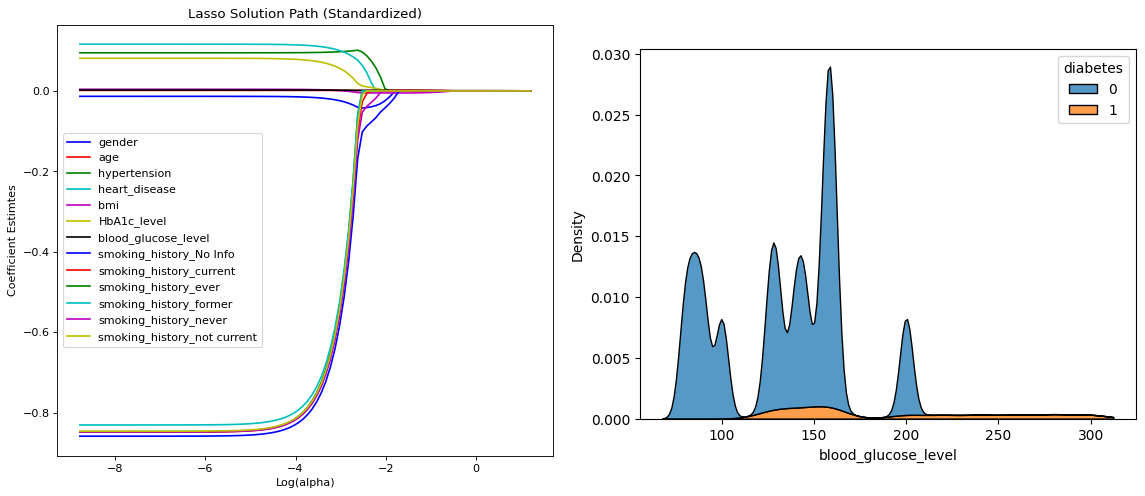 Lasso Solution Path (Standardized)
Coefficient Estimtes
0.0
−0.2
−0.4
−0.6
−0.8
gender
age
hypertension
heart_disease
bmi
HbA1c_level
blood_glucose_level
smoking_history_No Info
smoking_history_current
smoking_history_ever
smoking_history_former
smoking_history_never
smoking_history_not current
−8
−6
−4
−2
0
Log(alpha)
Density
0.030
0.025
0.020
0.015
0.010
0.005
0.000
diabetes
0
1
100
150
200
250
300
blood_glucose_level